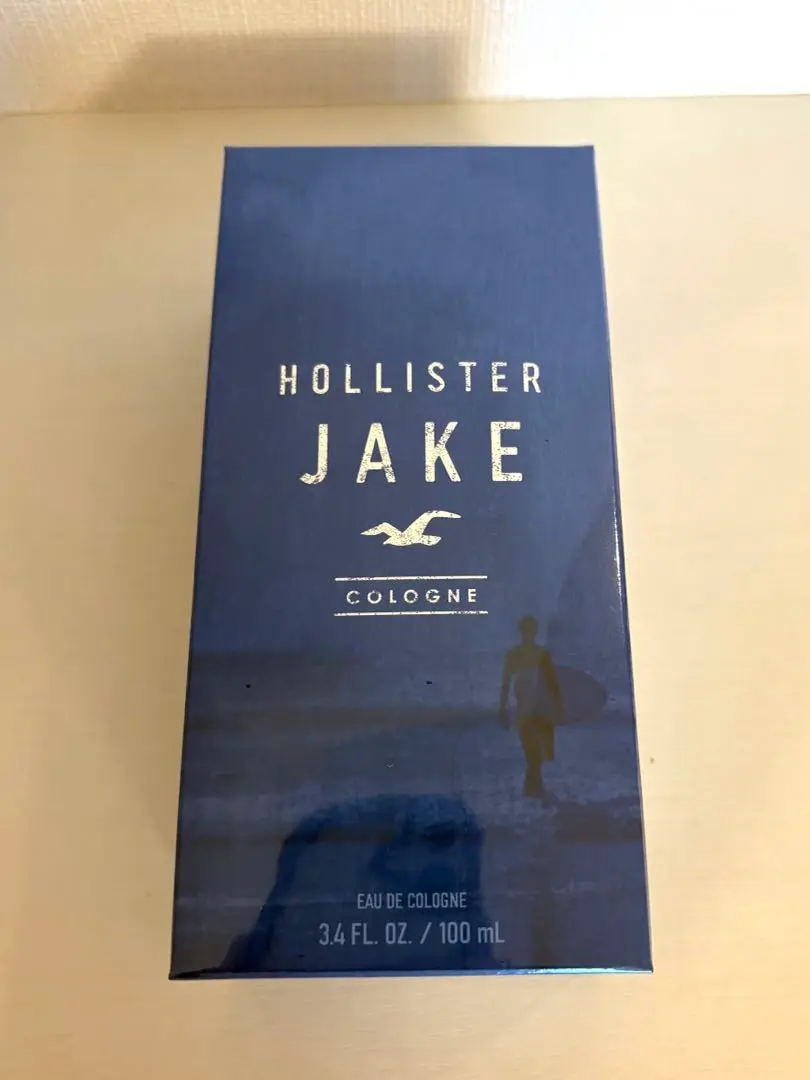 HOLLISTER
JAKE
COLOGNE
EAU DE COLOGNE
3.4 FL. OZ. / 100 mL